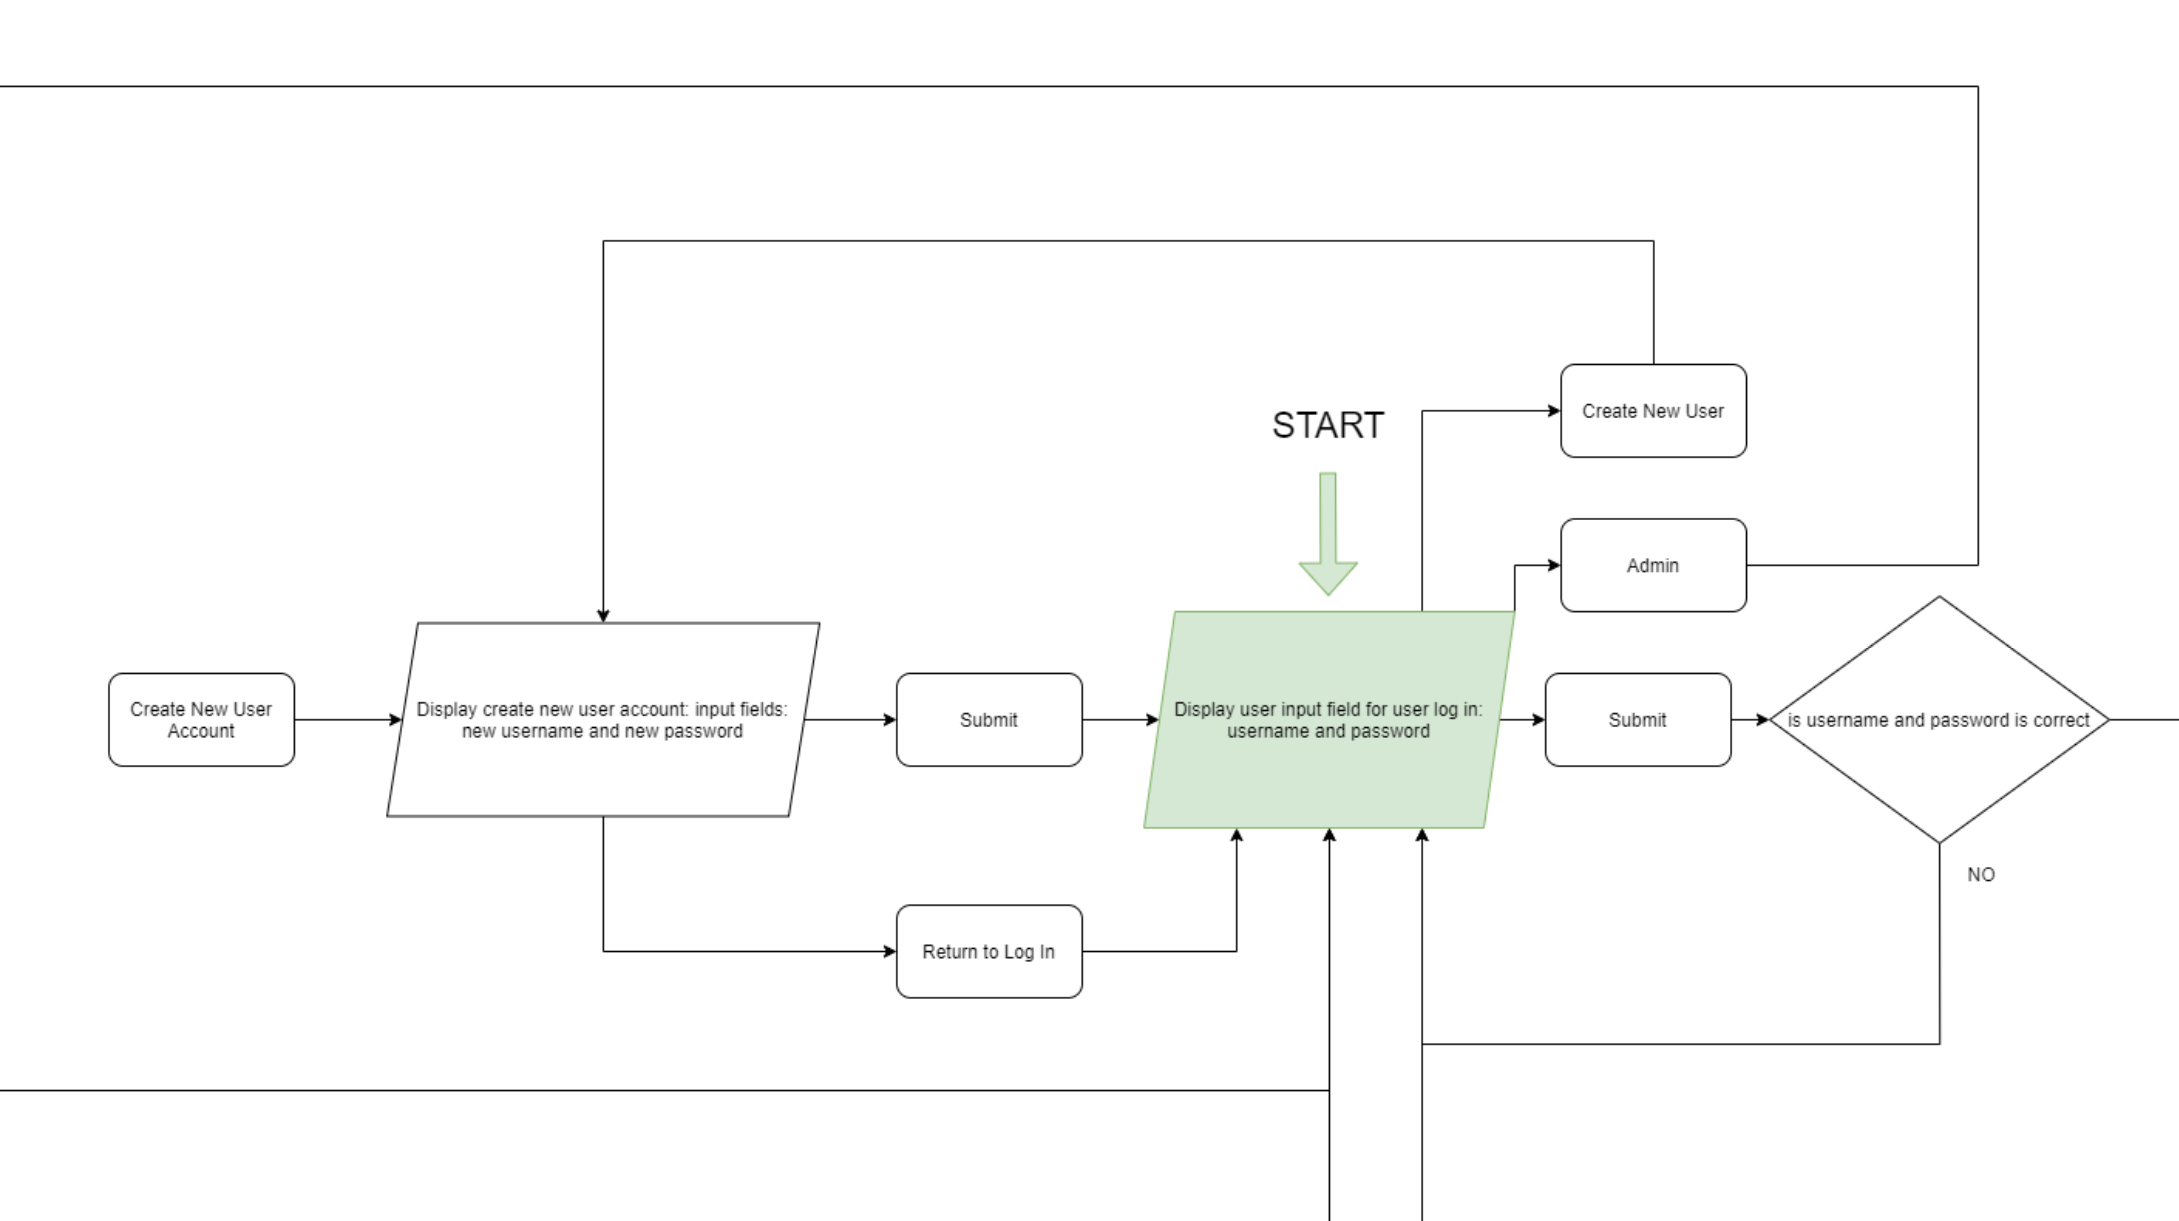 START
Create New User
Admin
Create New User
Account
Display create new user account: input fields:
new username and new password
Submit
Display user input field for user log in:
username and password
Submit
is username and password is correct
NO
Return to Log In